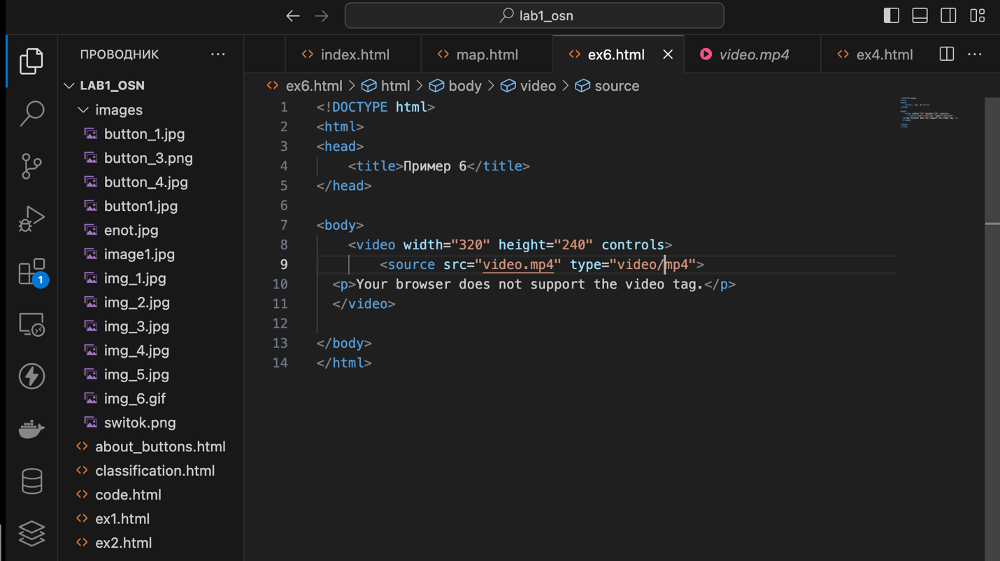 lab1_osn
ПРОВОДНИК
LAB1_OSN
images
button_1.jpg
button_3.png
button_4.jpg
button1.jpg
enot.jpg
image1.jpg
img_1.jpg
img_2.jpg
img_3.jpg
img_4.jpg
img_5.jpg
img_6.gif
switok.png
about_buttons.html
classification.html
code.html
ex1.html
ex2.html
1
index.html
map.html
ex6.html
video.mp4
ex4.html
ex6.html > html > body > video > source
1 <!DOCTYPE html>
2 <html>
3 <head>
4 <title>Пример 6</title>
5 </head>
6
7 <body>
8 <video width="320" height="240" controls>
9 <source src="video.mp4" type="video/mp4">
10 <p>Your browser does not support the video tag.</p>
11 </video>
12
13 </body>
14 </html>